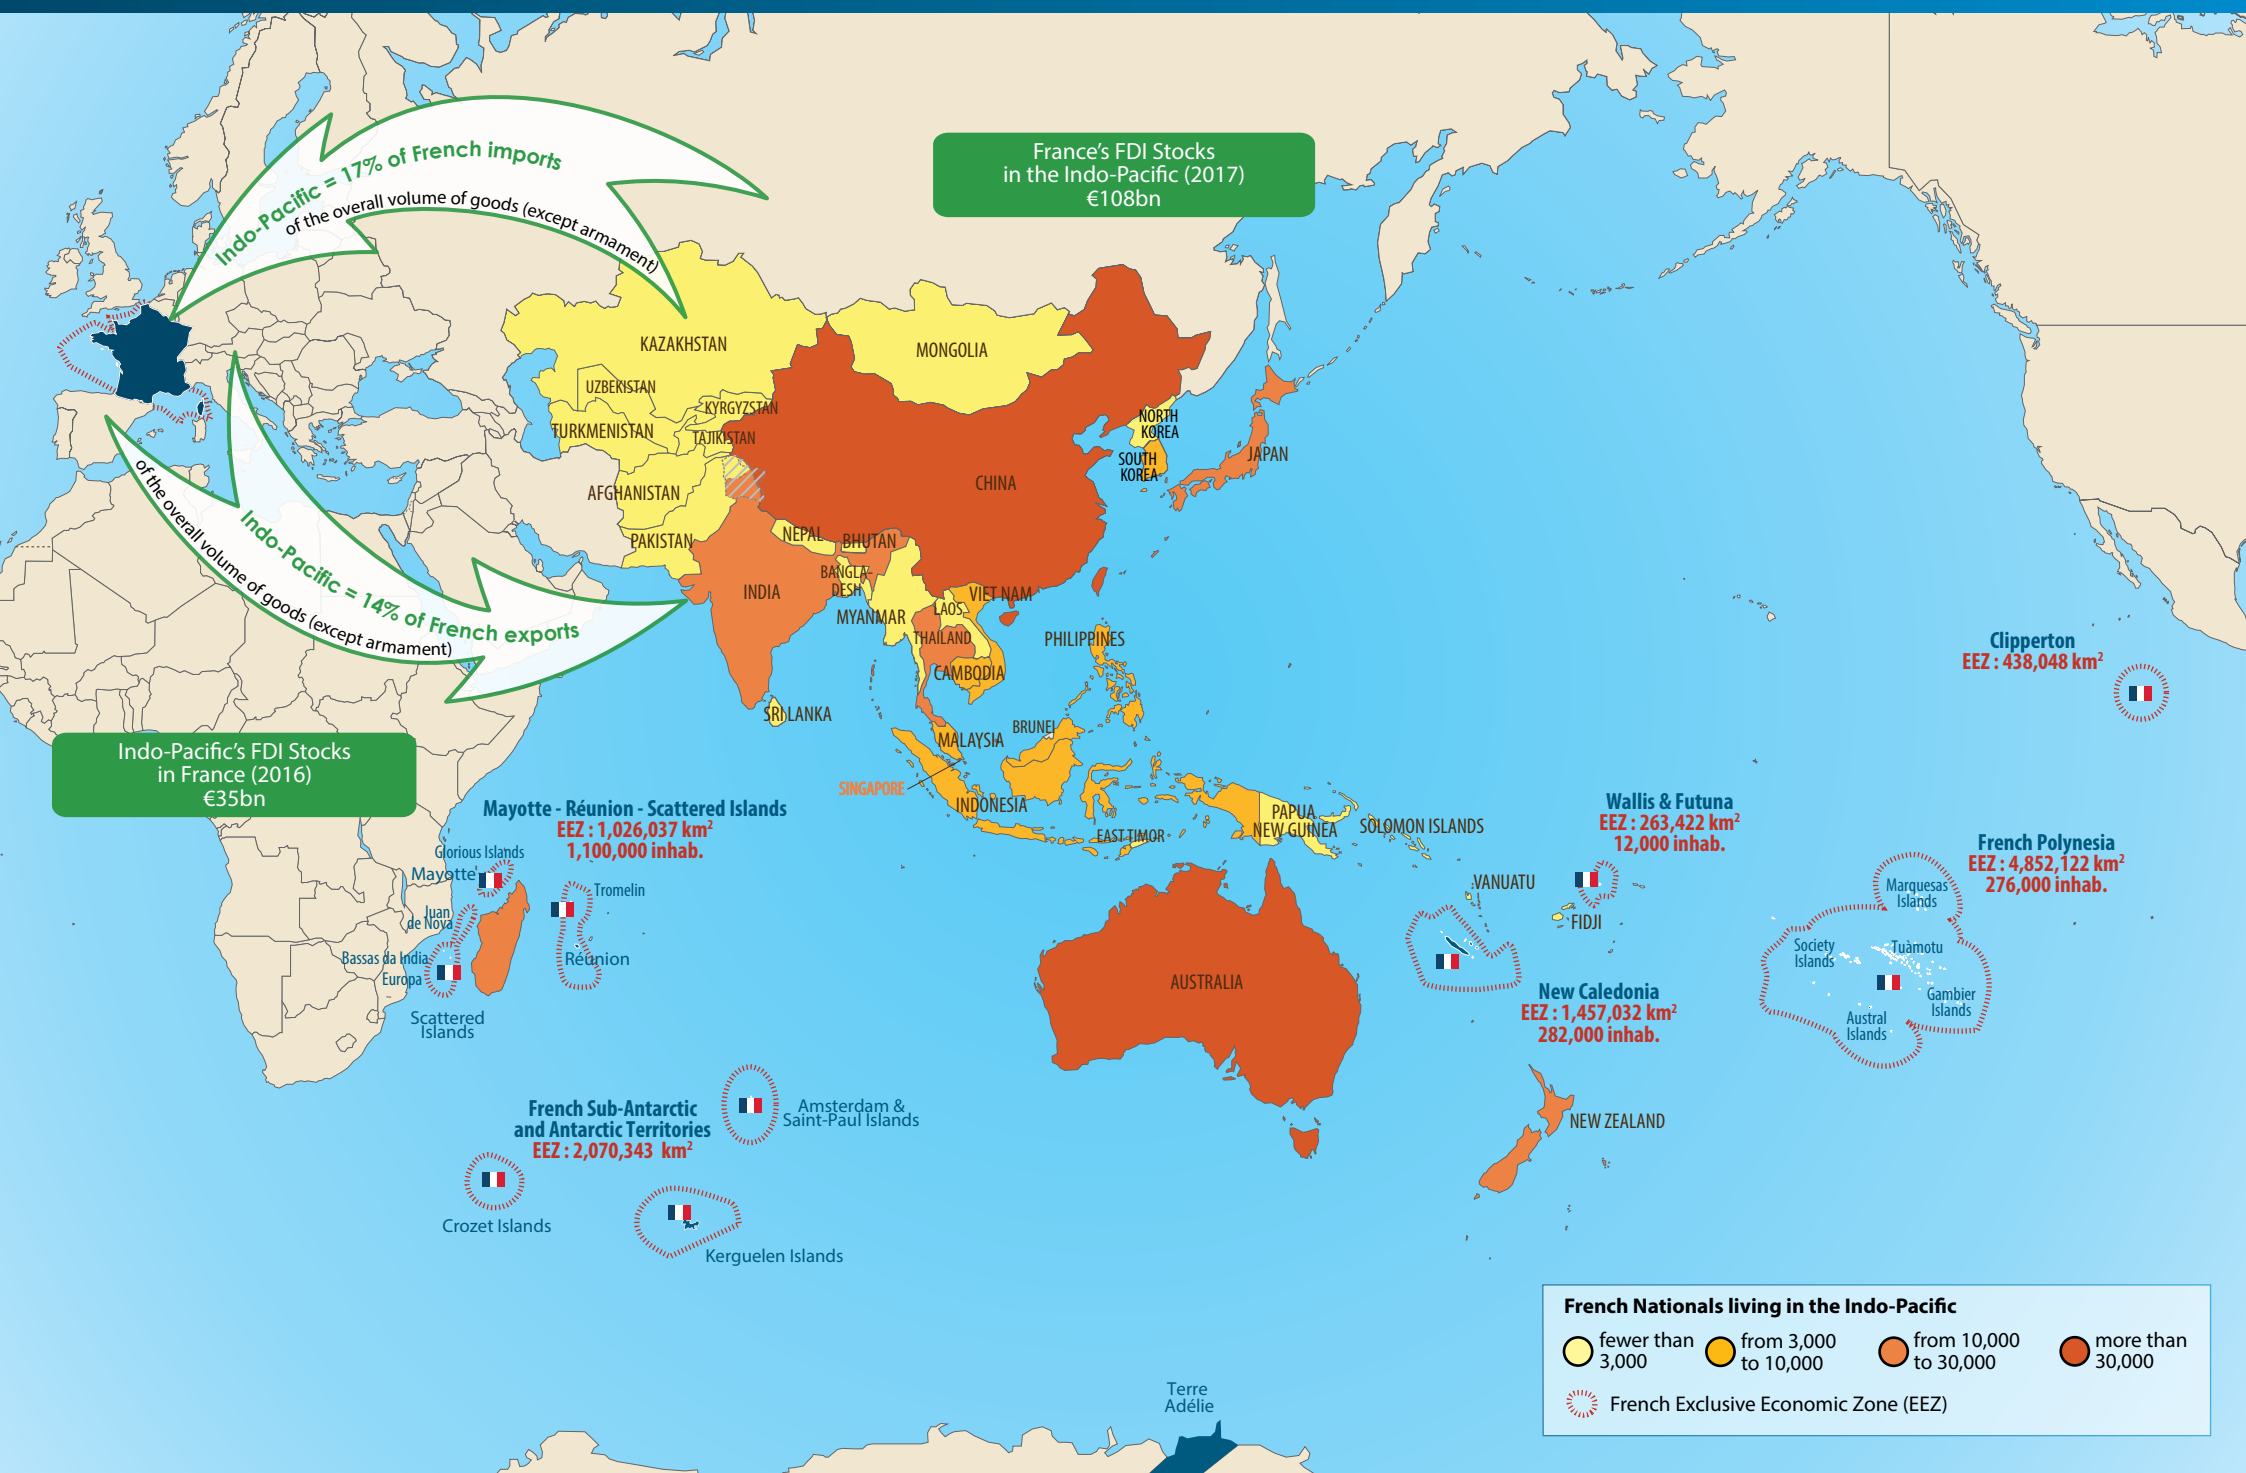 Indo-Pacific = 17% of French imports
of the overall volume of goods (except armament)
France's FDI Stocks
in the Indo-Pacific (2017)
€108bn
KAZAKHSTAN
MONGOLIA
UZBEKISTAN
KYRGYZSTAN
TURKMENISTAN
TAJIKISTAN
NORTH
KOREA
SOUTH
KOREA
JAPAN
CHINA
AFGHANISTAN
PAKISTAN
NEPAL
BHUTAN
BANGLA-
DESH
INDIA
MYANMAR
LAOS
VIET NAM
THAILAND
CAMBODIA
PHILIPPINES
SRI LANKA
BRUNEI
MALAYSIA
SINGAPORE
INDONESIA
EAST TIMOR
PAPUA
NEW GUINEA
SOLOMON ISLANDS
VANUATU
FIDJI
AUSTRALIA
NEW ZEALAND
Indo-Pacific = 14% of French exports
of the overall volume of goods (except armament)
Indo-Pacific's FDI Stocks
in France (2016)
€35bn
Clipperton
EEZ : 438,048 km²
Mayotte - Réunion - Scattered Islands
EEZ : 1,026,037 km²
1,100,000 inhab.
Glorious Islands
Mayotte
Tromelin
Juan
de Nova
Bassas da India
Europa
Réunion
Scattered
Islands
Wallis & Futuna
EEZ : 263,422 km²
12,000 inhab.
French Polynesia
EEZ : 4,852,122 km²
276,000 inhab.
Marquesas
Islands
Society
Islands
Tuàmotu
Gambier
Islands
Austral
Islands
New Caledonia
EEZ : 1,457,032 km²
282,000 inhab.
French Sub-Antarctic
and Antarctic Territories
EEZ : 2,070,343 km²
Amsterdam &
Saint-Paul Islands
Crozet Islands
Kerguelen Islands
Terre
Adélie
French Nationals living in the Indo-Pacific
fewer than
3,000
from 3,000
to 10,000
from 10,000
to 30,000
more than
30,000
French Exclusive Economic Zone (EEZ)